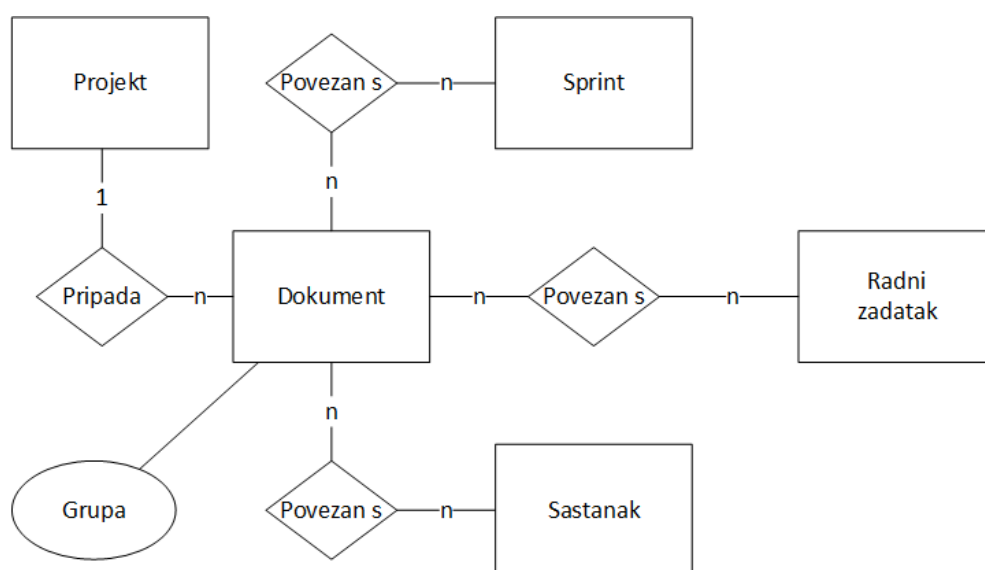 Projekt
Povezan s
n
Sprint
1
n
Pripada
n
Dokument
n
Povezan s
n
Radni
zadatak
n
Grupa
Povezan s
n
Sastanak